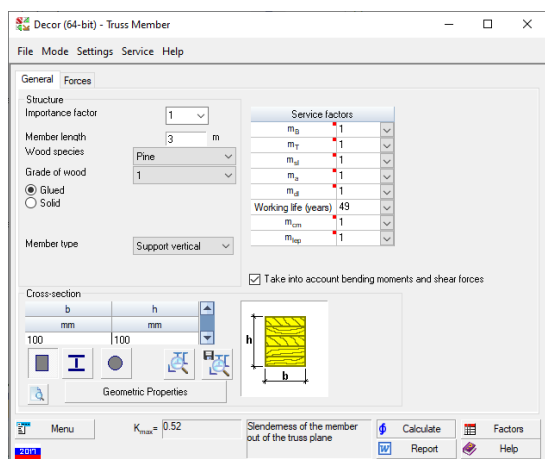 Decor (64-bit) - Truss Member
File Mode Settings Service Help
General Forces
Structure
Importance factor 1
Member length 3 m
Wood species Pine
Grade of wood 1
Glued
Solid
Member type Support vertical
Service factors
mB 1
mT 1
msl 1
ma 1
mdl 1
Working life (years) 49
mcm 1
mlep 1
Take into account bending moments and shear forces
Cross-section
b h
mm mm
100 100
h
b
Geometric Properties
Menu
Kmax= 0.52
Slenderness of the member
out of the truss plane
Calculate Factors
Report Help
2017